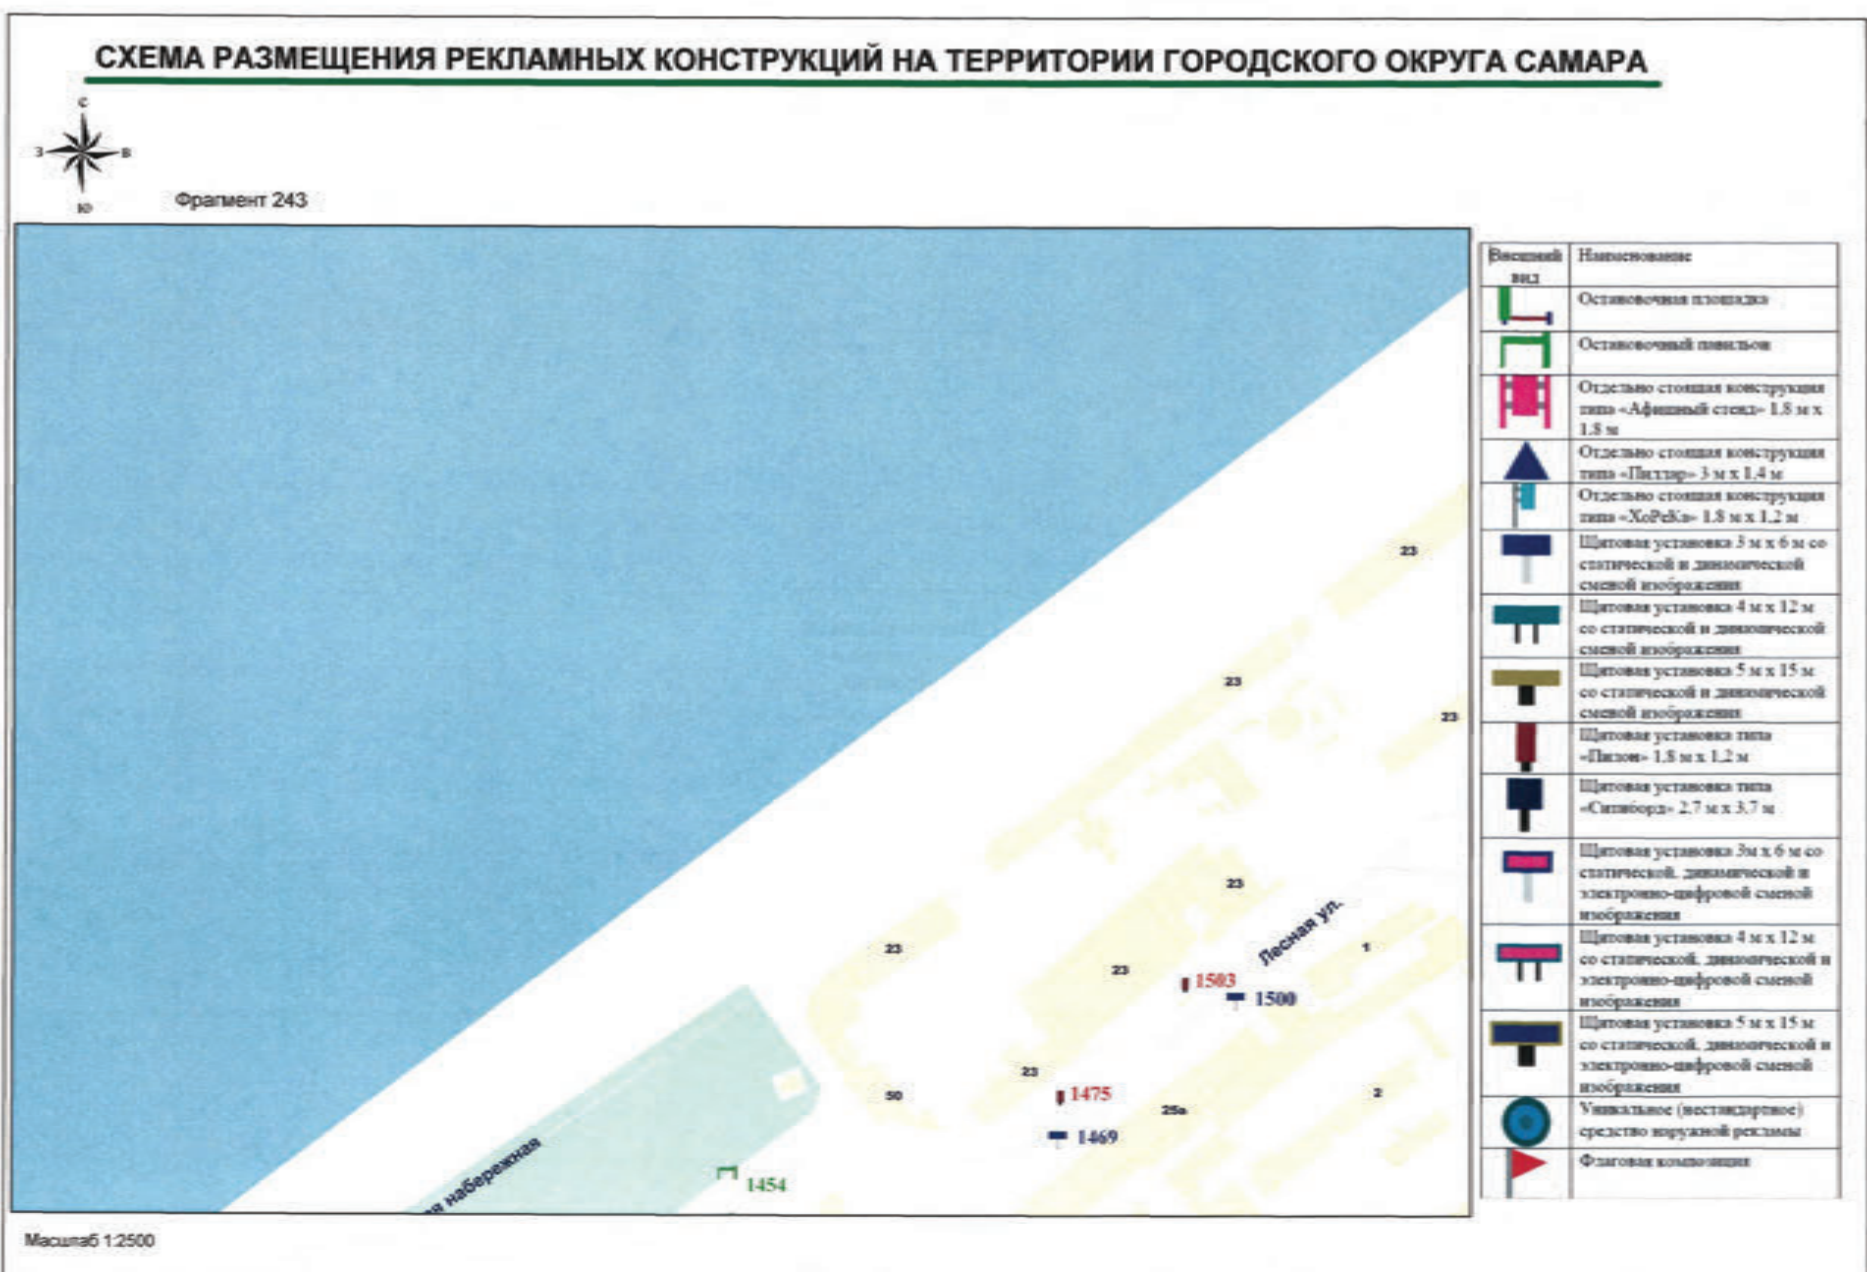 СХЕМА РАЗМЕЩЕНИЯ РЕКЛАМНЫХ КОНСТРУКЦИЙ НА ТЕРРИТОРИИ ГОРОДСКОГО ОКРУГА САМАРА
С
З В
Ю
Фрагмент 243
23
23
23
23
Лесная ул.
23
1
23
1503
1500
23
50
1475
2
25а
1469
ая набережная
1454
Масштаб 1:2500
Внешний вид
Наименование
Остановочная площадка
Остановочный павильон
Отдельно стоящая конструкция
типа «Афишный стенд» 1.8 м х
1.8 м
Отдельно стоящая конструкция
типа «Пиллар» 3 м х 1,4 м
Отдельно стоящая конструкция
типа «ХоРеКа» 1.8 м х 1,2 м
Щитовая установка 3 м х 6 м со
статической и динамической
сменой изображения
Щитовая установка 4 м х 12 м
со статической и динамической
сменой изображения
Щитовая установка 5 м х 15 м
со статической и динамической
сменой изображения
Щитовая установка типа
«Пилон» 1,8 м х 1,2 м
Щитовая установка типа
«Ситиборд» 2,7 м х 3,7 м
Щитовая установка 3м х 6 м со
статической, динамической и
электронно-цифровой сменой
изображения
Щитовая установка 4 м х 12 м
со статической, динамической и
электронно-цифровой сменой
изображения
Щитовая установка 5 м х 15 м
со статической, динамической и
электронно-цифровой сменой
изображения
Уникальное (нестандартное)
средство наружной рекламы
Флаговая композиция